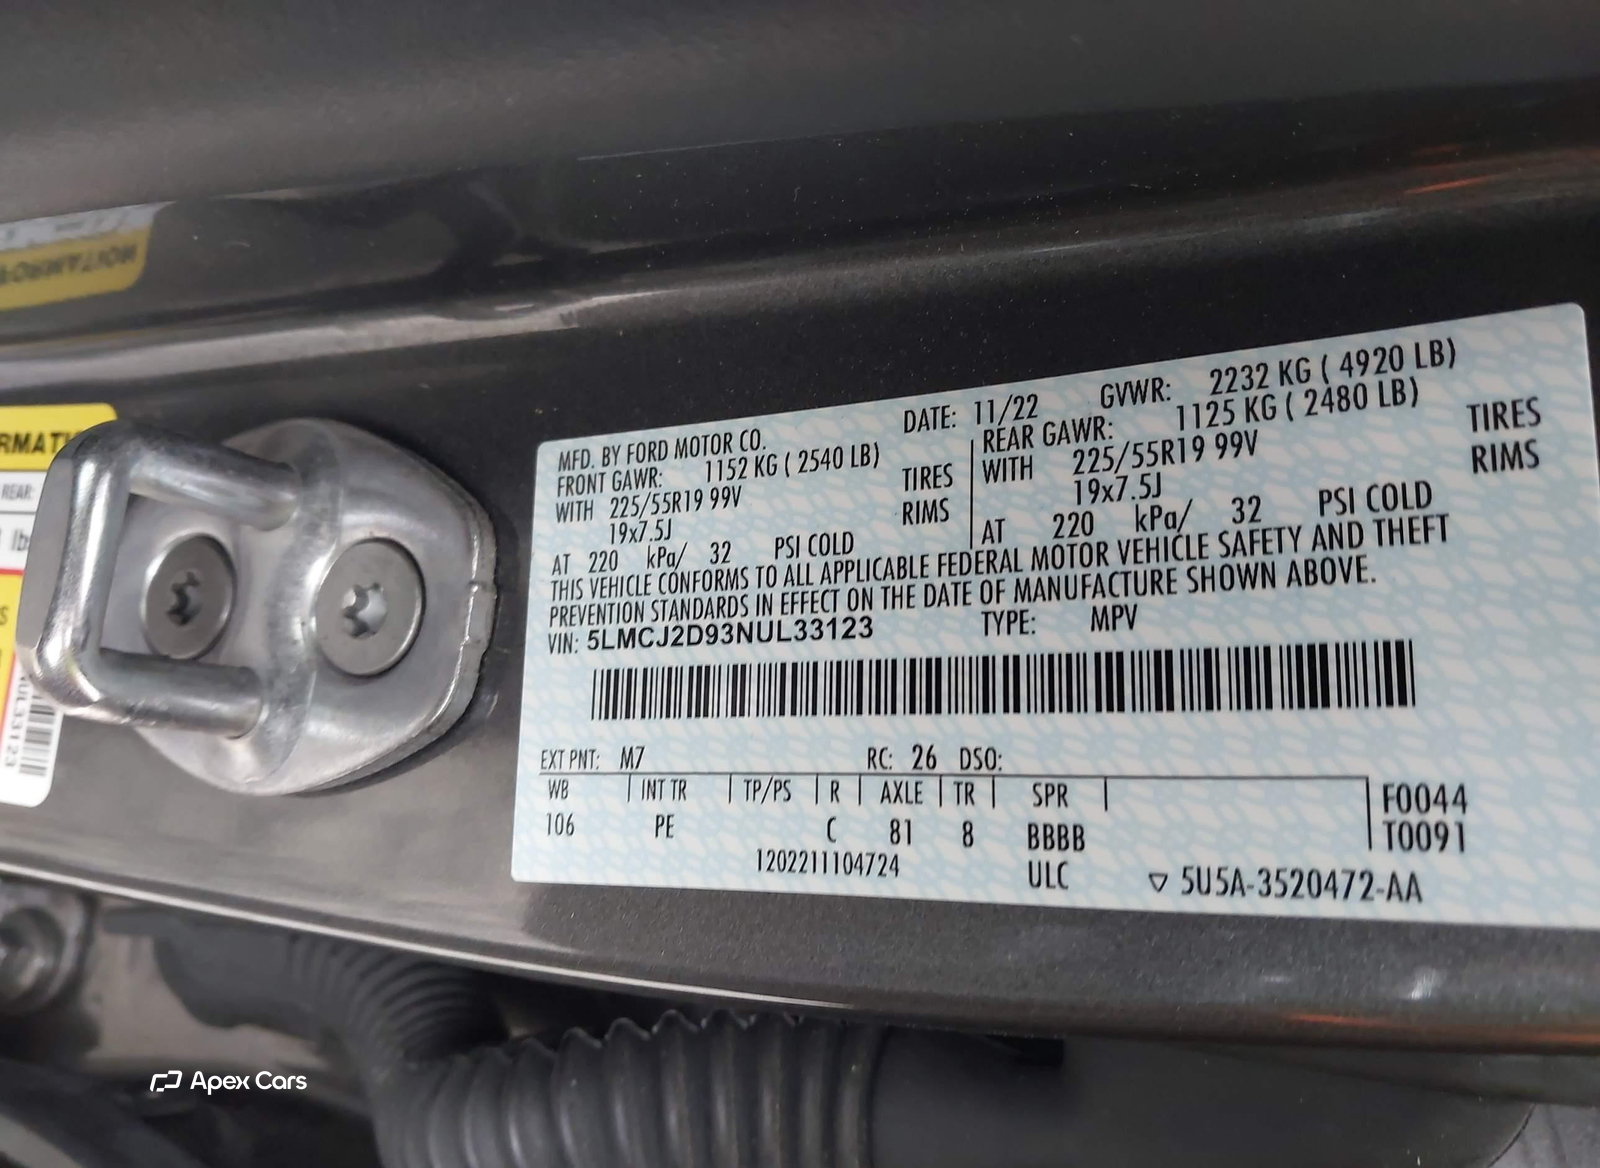 RMATI
REAR:
lb
UL33123
MFD. BY FORD MOTOR CO.
DATE: 11/22 GVWR: 2232 KG ( 4920 LB)
FRONT GAWR: 1152 KG ( 2540 LB)
WITH 225/55R19 99V TIRES
19x7.5J RIMS
AT 220 kPa/ 32 PSI COLD
REAR GAWR: 1125 KG ( 2480 LB)
WITH 225/55R19 99V TIRES
19x7.5J RIMS
AT 220 kPa/ 32 PSI COLD
THIS VEHICLE CONFORMS TO ALL APPLICABLE FEDERAL MOTOR VEHICLE SAFETY AND THEFT
PREVENTION STANDARDS IN EFFECT ON THE DATE OF MANUFACTURE SHOWN ABOVE.
VIN: 5LMCJ2D93NUL33123 TYPE: MPV
EXT PNT: M7 RC: 26 DSO:
WB INT TR TP/PS R AXLE TR SPR F0044
106 PE C 81 8 BBBB T0091
1202211104724 ULC 5U5A-3520472-AA
Apex Cars